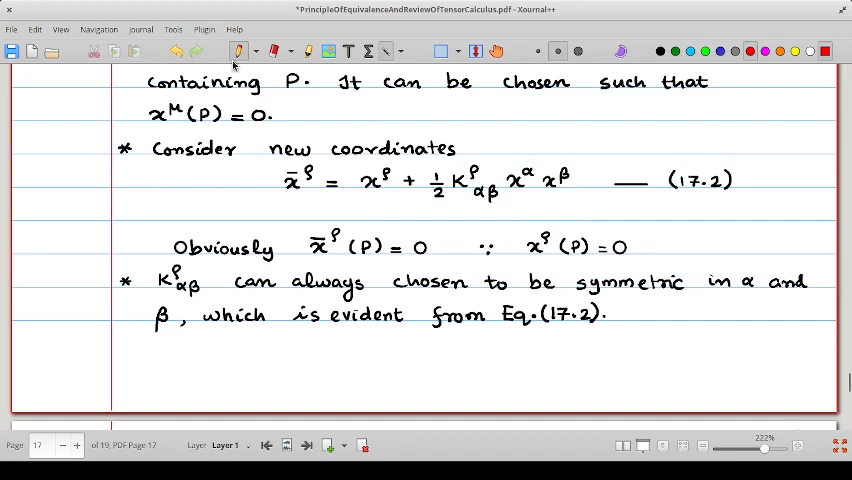 *PrincipleOfEquivalenceAndReviewOfTensorCalculus.pdf - Xournal++
File Edit View Navigation Journal Tools Plugin Help
containing P. It can be chosen such that
x^μ(P) = 0.
* Consider new coordinates
x̄^ρ = x^ρ + 1/2 K^ρ_αβ x^α x^β —— (17.2)
Obviously x̄^ρ(P) = 0 ∵ x^ρ(P) = 0
* K^ρ_αβ can always chosen to be symmetric in α and
β, which is evident from Eq.(17.2).
Page 17 of 19, PDF Page 17 Layer Layer 1 222%